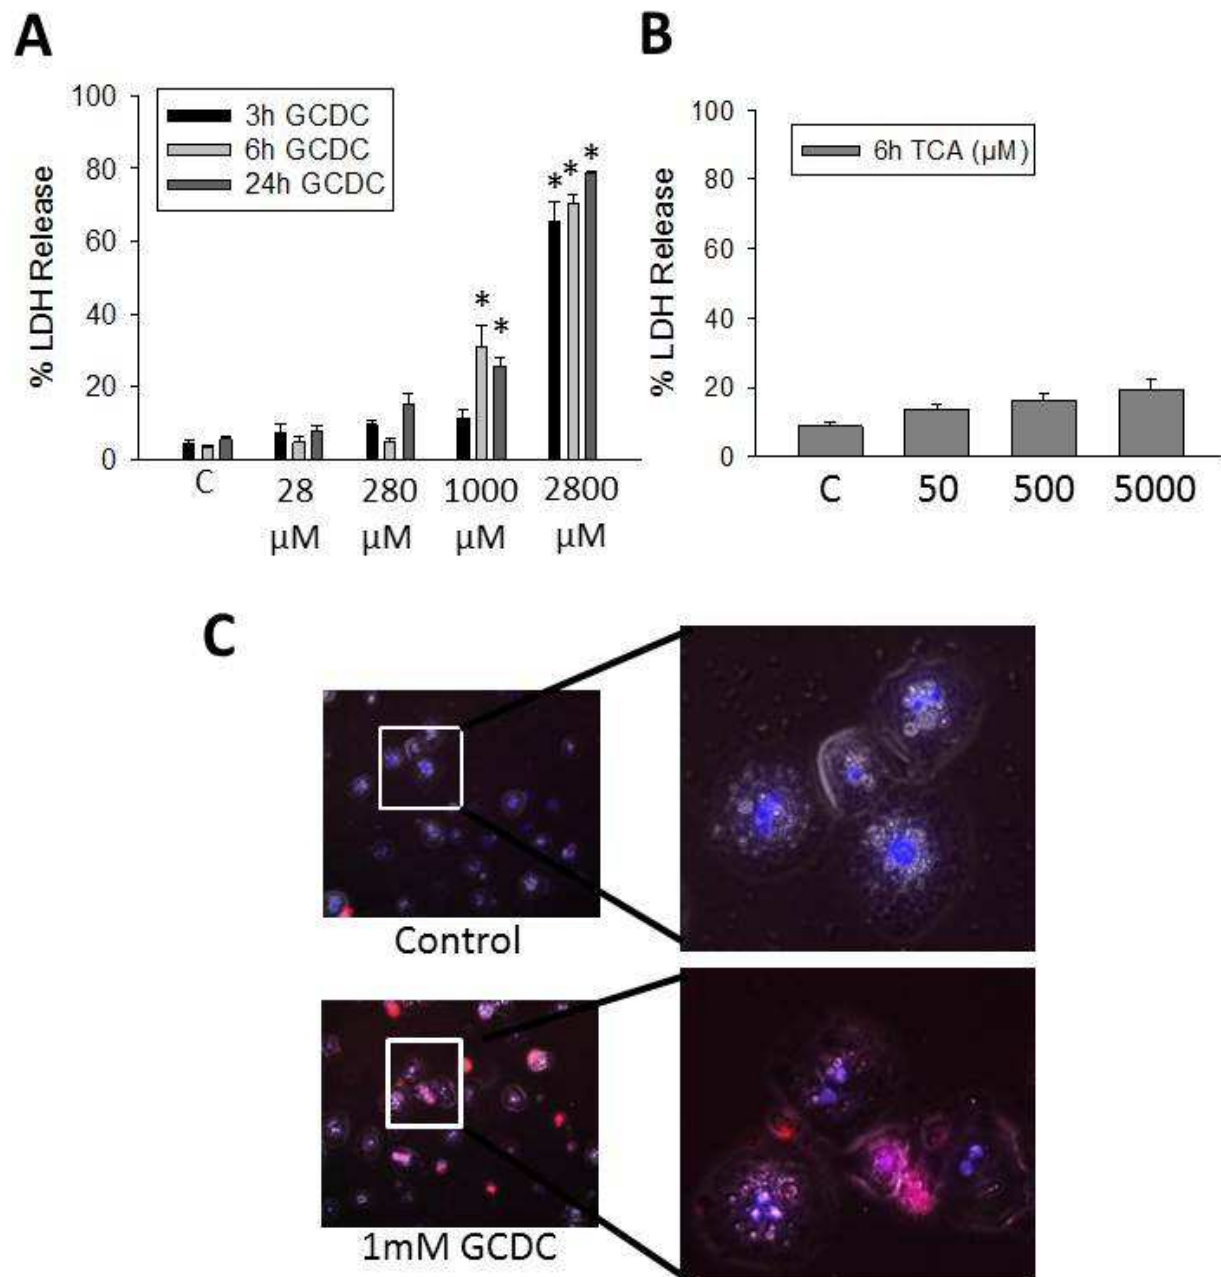 A
B
100
80
60
40
20
0
% LDH Release
3h GCDC
6h GCDC
24h GCDC
*
*
*
*
*
C
28
280
1000
2800
µM
µM
µM
µM
100
80
60
40
20
0
% LDH Release
6h TCA (µM)
C
50
500
5000
C
Control
1mM GCDC